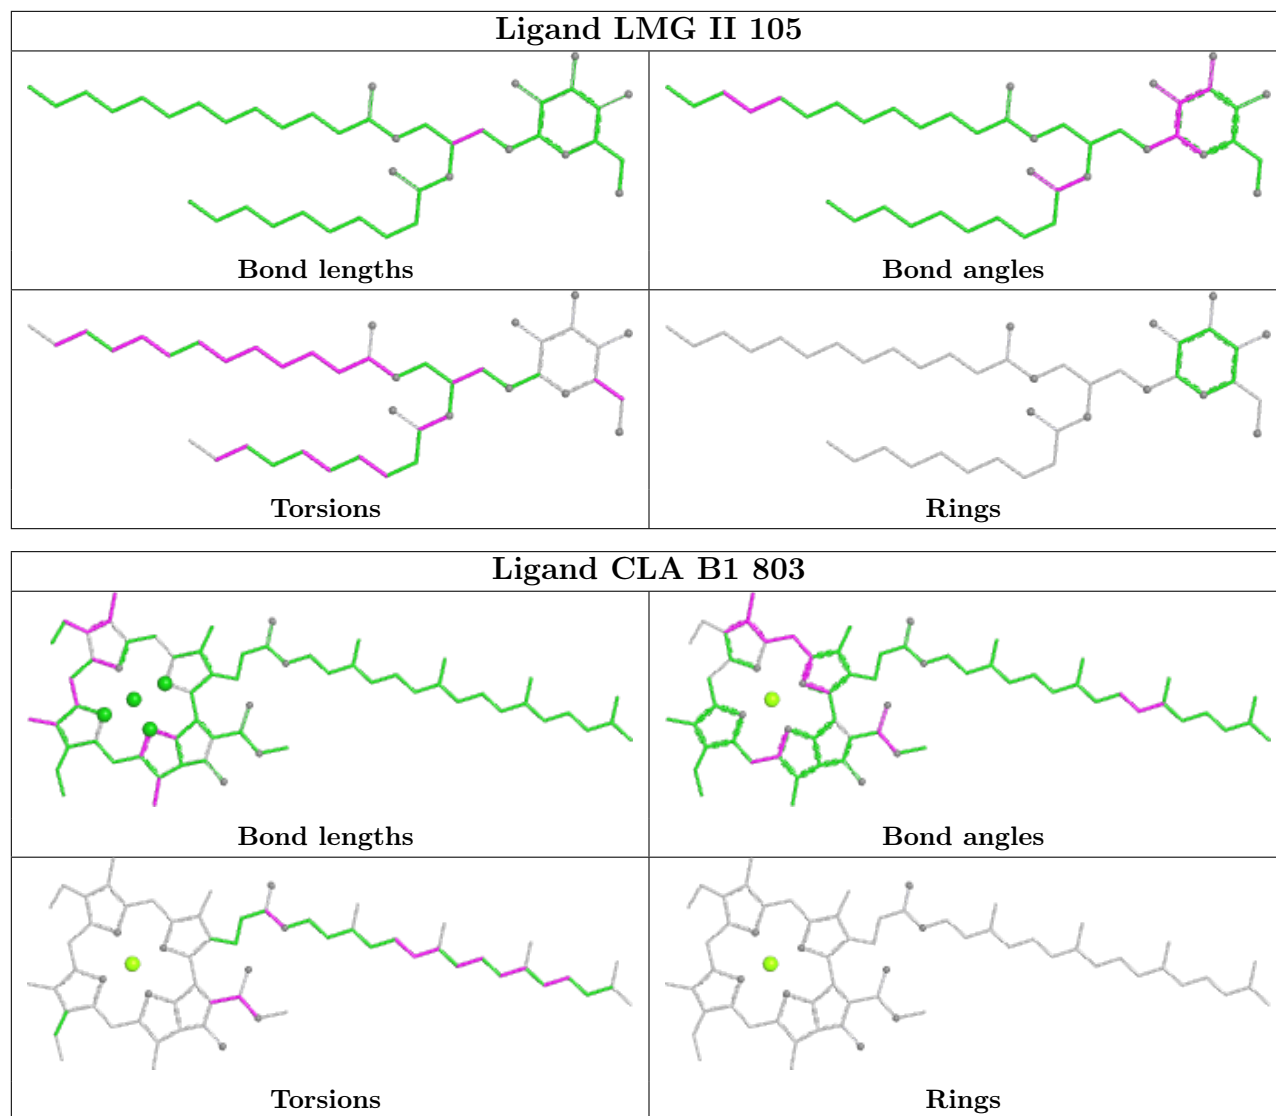 Ligand LMG II 105
Bond lengths
Bond angles
Torsions
Rings
Ligand CLA B1 803
Bond lengths
Bond angles
Torsions
Rings